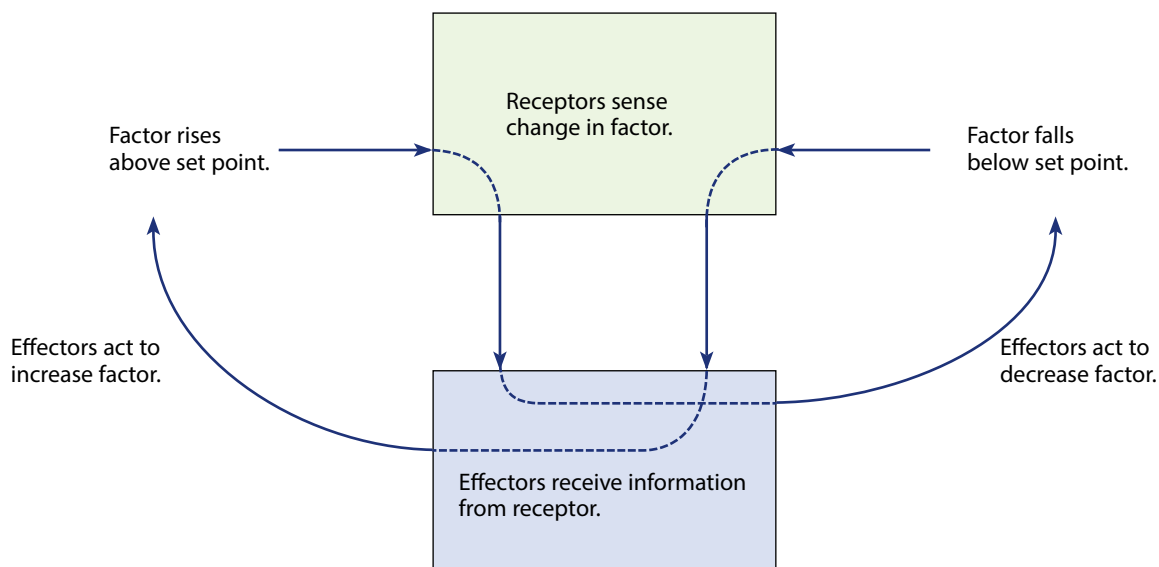 Receptors sense
change in factor.
Factor rises
above set point.
Factor falls
below set point.
Effectors act to
increase factor.
Effectors act to
decrease factor.
Effectors receive information
from receptor.